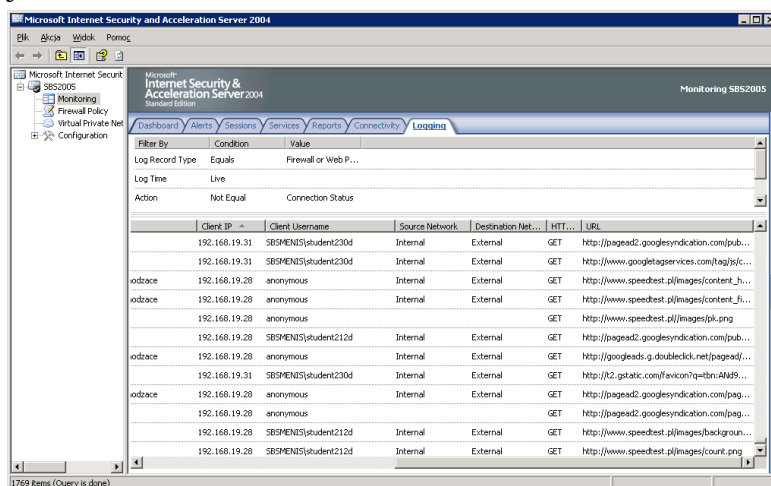 Microsoft Internet Security and Acceleration Server 2004
Plik Akcja Widok Pomoc
Microsoft Internet Securit
SBS2005
Monitoring
Firewall Policy
Virtual Private Net
Configuration
Microsoft®
Internet Security &
Acceleration Server 2004
Standard Edition
Monitoring SBS2005
Dashboard Alerts Sessions Services Reports Connectivity Logging
Filter By Condition Value
Log Record Type Equals Firewall or Web P...
Log Time Live
Action Not Equal Connection Status
Client IP Client Username Source Network Destination Net... HTT... URL
192.168.19.31 SBSMENIS\student230d Internal External GET http://pagead2.googlesyndication.com/pub...
192.168.19.31 SBSMENIS\student230d Internal External GET http://www.googletagservices.com/tag/js/c...
nodzace 192.168.19.28 anonymous Internal External GET http://www.speedtest.pl/images/content_h...
nodzace 192.168.19.28 anonymous Internal External GET http://www.speedtest.pl/images/content_fi...
192.168.19.28 anonymous Internal External GET http://www.speedtest.pl//images/pk.png
192.168.19.28 SBSMENIS\student212d Internal External GET http://pagead2.googlesyndication.com/pub...
nodzace 192.168.19.28 anonymous Internal External GET http://googleads.g.doubleclick.net/pagead/...
192.168.19.31 SBSMENIS\student230d Internal External GET http://t2.gstatic.com/favicon?q=tbn:ANd9...
nodzace 192.168.19.28 anonymous Internal External GET http://pagead2.googlesyndication.com/pag...
192.168.19.28 anonymous Internal External GET http://pagead2.googlesyndication.com/pag...
192.168.19.28 SBSMENIS\student212d Internal External GET http://www.speedtest.pl/images/backgroun...
192.168.19.28 SBSMENIS\student212d Internal External GET http://www.speedtest.pl/images/count.png
1769 items (Query is done)